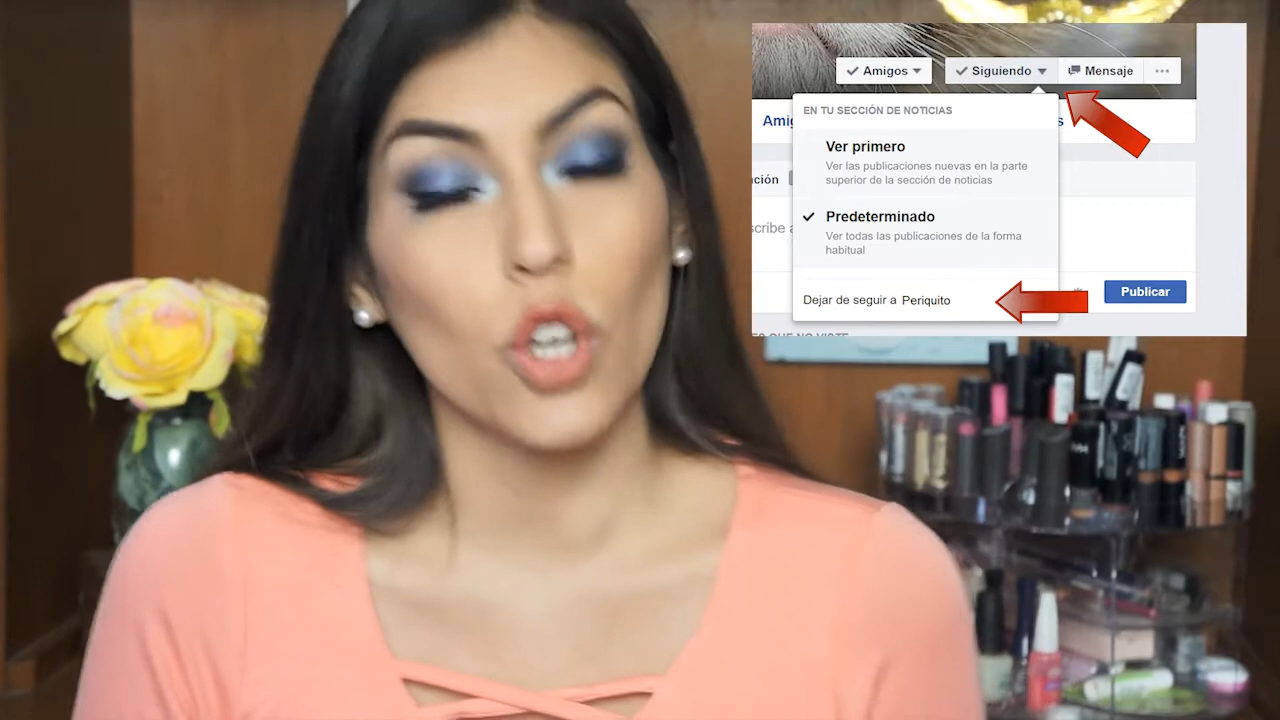 Amigos
Siguiendo
Mensaje
EN TU SECCIÓN DE NOTICIAS
Ver primero
Ver las publicaciones nuevas en la parte
superior de la sección de noticias
Predeterminado
Ver todas las publicaciones de la forma
habitual
Dejar de seguir a Periquito
Publicar